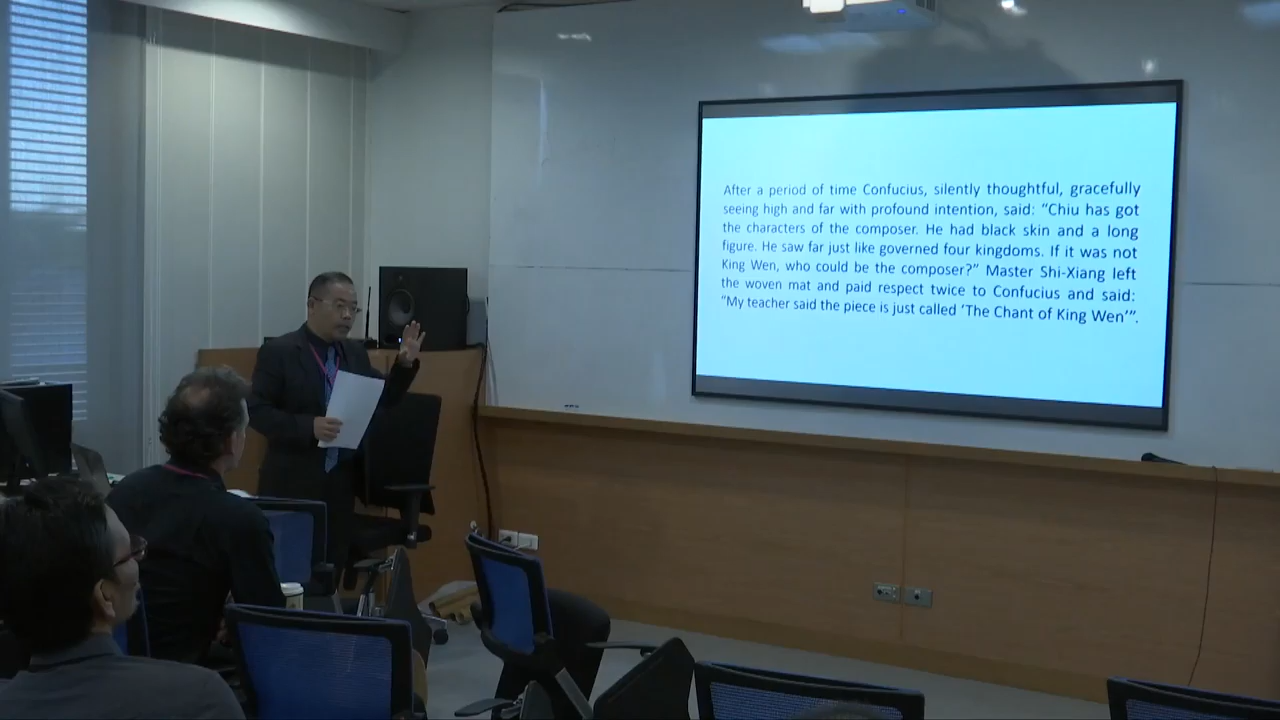 After a period of time Confucius, silently thoughtful, gracefully
seeing high and far with profound intention, said: “Chiu has got
the characters of the composer. He had black skin and a long
figure. He saw far just like governed four kingdoms. If it was not
King Wen, who could be the composer?” Master Shi-Xiang left
the woven mat and paid respect twice to Confucius and said:
“My teacher said the piece is just called ‘The Chant of King Wen’”.